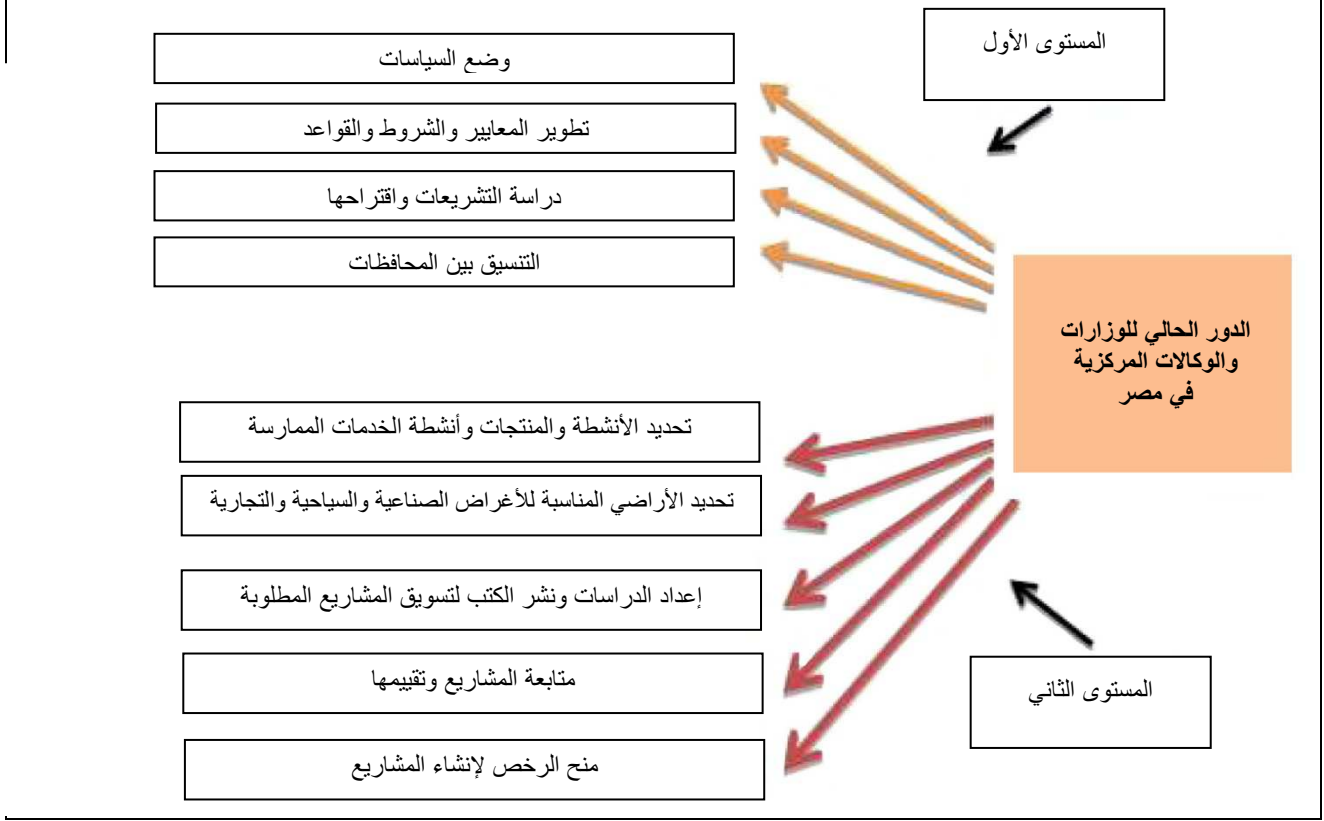 المستوى الأول
وضع السياسات
تطوير المعايير والشروط والقواعد
دراسة التشريعات واقتراحها
التنسيق بين المحافظات
الدور الحالي للوزارات
والوكالات المركزية
في مصر
تحديد الأنشطة والمنتجات وأنشطة الخدمات الممارسة
تحديد الأراضي المناسبة للأغراض الصناعية والسياحية والتجارية
إعداد الدراسات ونشر الكتب لتسويق المشاريع المطلوبة
متابعة المشاريع وتقييمها
منح الرخص لإنشاء المشاريع
المستوى الثاني